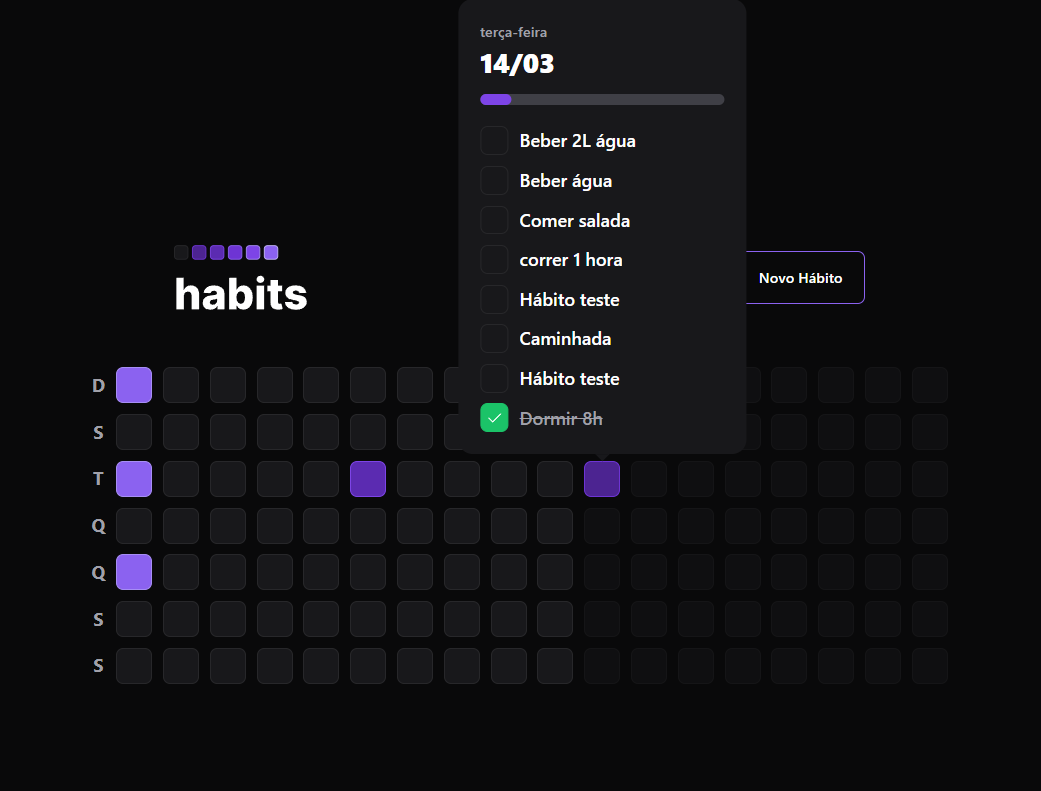 terça-feira
14/03
Beber 2L água
Beber água
Comer salada
correr 1 hora
Hábito teste
Caminhada
Hábito teste
Dormir 8h
habits
Novo Hábito
D
S
T
Q
Q
S
S